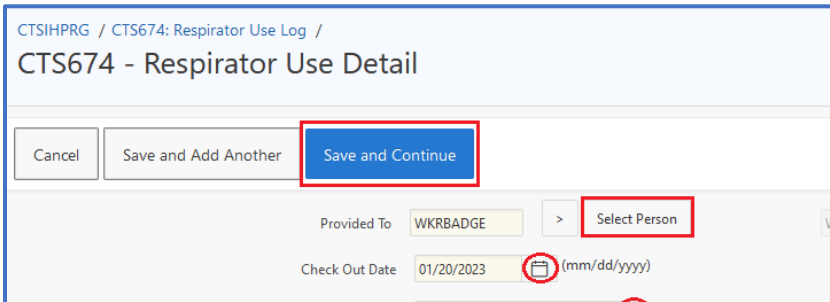 CTSIHPRG / CTS674: Respirator Use Log /
CTS674 - Respirator Use Detail
Cancel Save and Add Another Save and Continue
Provided To WKRBADGE > Select Person
Check Out Date 01/20/2023 (mm/dd/yyyy)